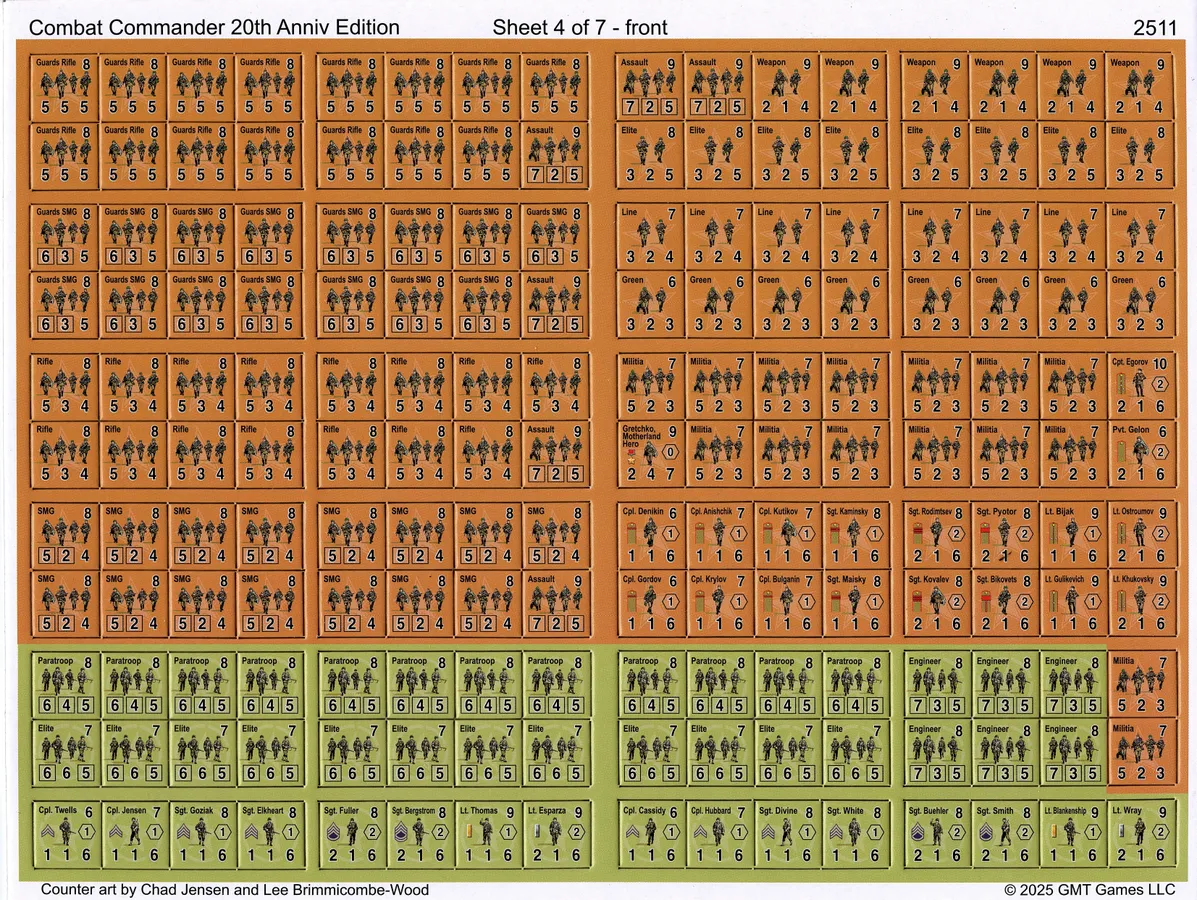 Combat Commander 20th Anniv Edition Sheet 4 of 7 - front 2511
Guards Rifle 8 Guards Rifle 8 Guards Rifle 8 Guards Rifle 8 Guards Rifle 8 Guards Rifle 8 Guards Rifle 8 Guards Rifle 8 Assault 9 Assault 9 Weapon 9 Weapon 9 Weapon 9 Weapon 9 Weapon 9 Weapon 9
5 5 5 5 5 5 5 5 5 5 5 5 5 5 5 5 5 5 5 5 5 5 5 5 7 2 5 7 2 5 2 1 4 2 1 4 2 1 4 2 1 4 2 1 4 2 1 4
Guards Rifle 8 Guards Rifle 8 Guards Rifle 8 Guards Rifle 8 Guards Rifle 8 Guards Rifle 8 Guards Rifle 8 Assault 9 Elite 8 Elite 8 Elite 8 Elite 8 Elite 8 Elite 8 Elite 8 Elite 8
5 5 5 5 5 5 5 5 5 5 5 5 5 5 5 5 5 5 5 5 5 7 2 5 3 2 5 3 2 5 3 2 5 3 2 5 3 2 5 3 2 5 3 2 5 3 2 5
Guards SMG 8 Guards SMG 8 Guards SMG 8 Guards SMG 8 Guards SMG 8 Guards SMG 8 Guards SMG 8 Guards SMG 8 Line 7 Line 7 Line 7 Line 7 Line 7 Line 7 Line 7 Line 7
6 3 5 6 3 5 6 3 5 6 3 5 6 3 5 6 3 5 6 3 5 6 3 5 3 2 4 3 2 4 3 2 4 3 2 4 3 2 4 3 2 4 3 2 4 3 2 4
Guards SMG 8 Guards SMG 8 Guards SMG 8 Guards SMG 8 Guards SMG 8 Guards SMG 8 Guards SMG 8 Assault 9 Green 6 Green 6 Green 6 Green 6 Green 6 Green 6 Green 6 Green 6
6 3 5 6 3 5 6 3 5 6 3 5 6 3 5 6 3 5 6 3 5 7 2 5 3 2 3 3 2 3 3 2 3 3 2 3 3 2 3 3 2 3 3 2 3 3 2 3
Rifle 8 Rifle 8 Rifle 8 Rifle 8 Rifle 8 Rifle 8 Rifle 8 Rifle 8 Militia 7 Militia 7 Militia 7 Militia 7 Militia 7 Militia 7 Militia 7 Cpt. Egorov 10
2
5 3 4 5 3 4 5 3 4 5 3 4 5 3 4 5 3 4 5 3 4 5 3 4 5 2 3 5 2 3 5 2 3 5 2 3 5 2 3 5 2 3 5 2 3 2 1 6
Rifle 8 Rifle 8 Rifle 8 Rifle 8 Rifle 8 Rifle 8 Rifle 8 Assault 9 Gretchko, Motherland Hero 9 Militia 7 Militia 7 Militia 7 Militia 7 Militia 7 Militia 7 Pvt. Gelon 6
0 2
5 3 4 5 3 4 5 3 4 5 3 4 5 3 4 5 3 4 5 3 4 7 2 5 2 4 7 5 2 3 5 2 3 5 2 3 5 2 3 5 2 3 5 2 3 2 1 6
SMG 8 SMG 8 SMG 8 SMG 8 SMG 8 SMG 8 SMG 8 SMG 8 Cpl. Denikin 6 Cpl. Anishchik 7 Cpl. Kutikov 7 Sgt. Kaminsky 8 Sgt. Rodimtsev 8 Sgt. Pyotor 8 Lt. Bijak 9 Lt. Ostroumov 9
1 1 1 1 2 2 1 2
5 2 4 5 2 4 5 2 4 5 2 4 5 2 4 5 2 4 5 2 4 5 2 4 1 1 6 1 1 6 1 1 6 1 1 6 2 1 6 2 1 6 1 1 6 2 1 6
SMG 8 SMG 8 SMG 8 SMG 8 SMG 8 SMG 8 SMG 8 Assault 9 Cpl. Gordov 6 Cpl. Krylov 7 Cpl. Bulganin 7 Sgt. Maisky 8 Sgt. Kovalev 8 Sgt. Bikovets 8 Lt. Gulikovich 9 Lt. Khukovsky 9
1 1 1 1 2 2 1 2
5 2 4 5 2 4 5 2 4 5 2 4 5 2 4 5 2 4 5 2 4 7 2 5 1 1 6 1 1 6 1 1 6 1 1 6 2 1 6 2 1 6 1 1 6 2 1 6
Paratroop 8 Paratroop 8 Paratroop 8 Paratroop 8 Paratroop 8 Paratroop 8 Paratroop 8 Paratroop 8 Paratroop 8 Paratroop 8 Paratroop 8 Paratroop 8 Engineer 8 Engineer 8 Engineer 8 Militia 7
6 4 5 6 4 5 6 4 5 6 4 5 6 4 5 6 4 5 6 4 5 6 4 5 6 4 5 6 4 5 6 4 5 6 4 5 7 3 5 7 3 5 7 3 5 5 2 3
Elite 7 Elite 7 Elite 7 Elite 7 Elite 7 Elite 7 Elite 7 Elite 7 Elite 7 Elite 7 Elite 7 Elite 7 Engineer 8 Engineer 8 Engineer 8 Militia 7
6 6 5 6 6 5 6 6 5 6 6 5 6 6 5 6 6 5 6 6 5 6 6 5 6 6 5 6 6 5 6 6 5 6 6 5 7 3 5 7 3 5 7 3 5 5 2 3
Cpl. Twells 6 Cpl. Jensen 7 Sgt. Goziak 8 Sgt. Elkheart 8 Sgt. Fuller 8 Sgt. Bergstrom 8 Lt. Thomas 9 Lt. Esparza 9 Cpl. Cassidy 6 Cpl. Hubbard 7 Sgt. Divine 8 Sgt. White 8 Sgt. Buehler 8 Sgt. Smith 8 Lt. Blankenship 9 Lt. Wray 9
1 1 1 1 2 2 1 2 1 1 1 1 2 2 1 2
1 1 6 1 1 6 1 1 6 1 1 6 2 1 6 2 1 6 1 1 6 2 1 6 1 1 6 1 1 6 1 1 6 1 1 6 2 1 6 2 1 6 1 1 6 2 1 6
Counter art by Chad Jensen and Lee Brimmicombe-Wood © 2025 GMT Games LLC